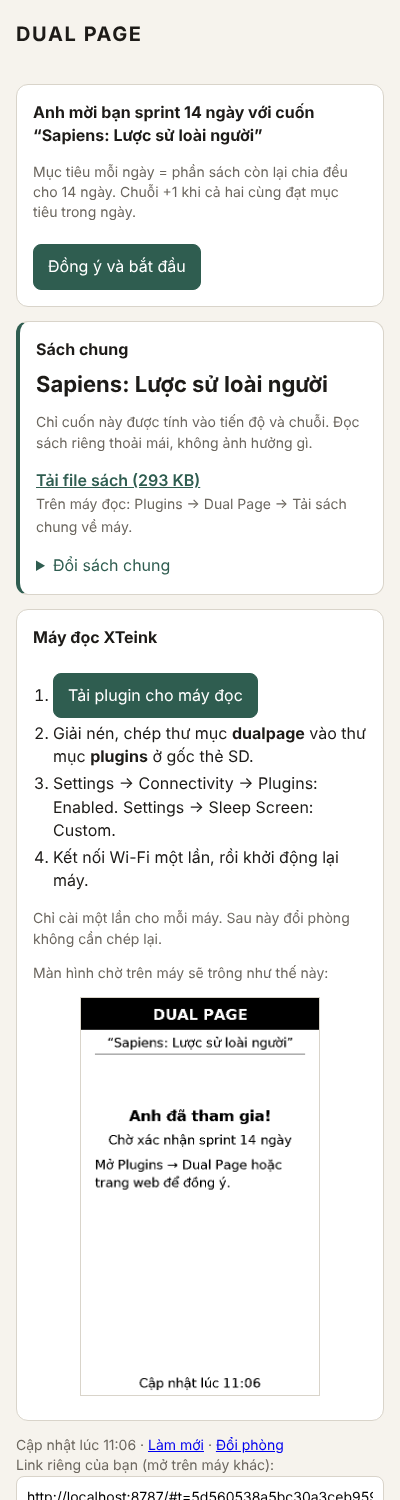 DUAL PAGE
Anh mời bạn sprint 14 ngày với cuốn
“Sapiens: Lược sử loài người”
Mục tiêu mỗi ngày = phần sách còn lại chia đều
cho 14 ngày. Chuỗi +1 khi cả hai cùng đạt mục
tiêu trong ngày.
Đồng ý và bắt đầu
Sách chung
Sapiens: Lược sử loài người
Chỉ cuốn này được tính vào tiến độ và chuỗi. Đọc
sách riêng thoải mái, không ảnh hưởng gì.
Tải file sách (293 KB)
Trên máy đọc: Plugins → Dual Page → Tải sách
chung về máy.
Đổi sách chung
Máy đọc XTeink
1. Tải plugin cho máy đọc
2. Giải nén, chép thư mục dualpage vào thư
mục plugins ở gốc thẻ SD.
3. Settings → Connectivity → Plugins:
Enabled. Settings → Sleep Screen:
Custom.
4. Kết nối Wi-Fi một lần, rồi khởi động lại
máy.
Chỉ cài một lần cho mỗi máy. Sau này đổi phòng
không cần chép lại.
Màn hình chờ trên máy sẽ trông như thế này:
DUAL PAGE
“Sapiens: Lược sử loài người”
Anh đã tham gia!
Chờ xác nhận sprint 14 ngày
Mở Plugins → Dual Page hoặc
trang web để đồng ý.
Cập nhật lúc 11:06
Cập nhật lúc 11:06 · Làm mới · Đổi phòng
Link riêng của bạn (mở trên máy khác):
http://localhost:8787/#t=5d560538a5bc30a3ceb959